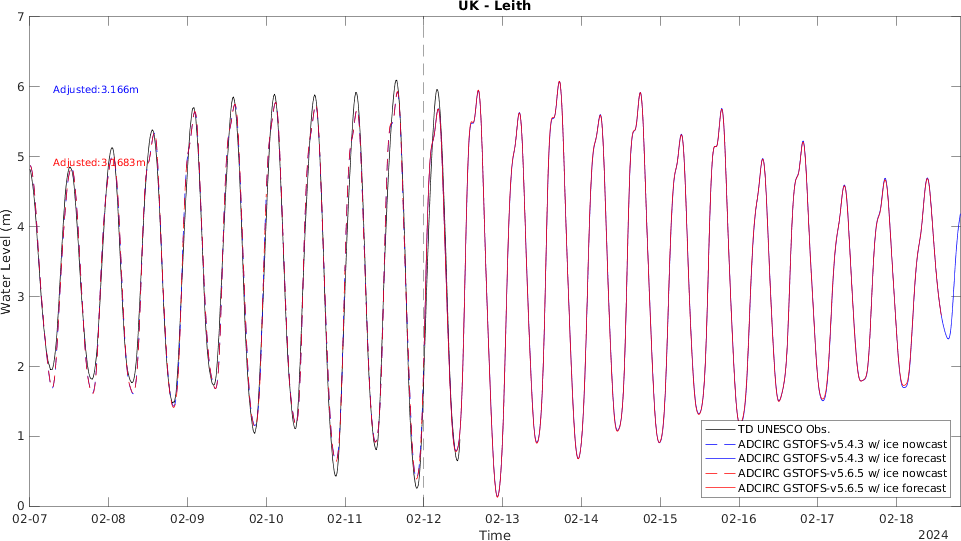 UK - Leith
7
6
5
4
3
2
1
0
Water Level (m)
Adjusted:3.166m
Adjusted:3.1683m
TD UNESCO Obs.
ADCIRC GSTOFS-v5.4.3 w/ ice nowcast
ADCIRC GSTOFS-v5.4.3 w/ ice forecast
ADCIRC GSTOFS-v5.6.5 w/ ice nowcast
ADCIRC GSTOFS-v5.6.5 w/ ice forecast
02-07 02-08 02-09 02-10 02-11 02-12 02-13 02-14 02-15 02-16 02-17 02-18
Time
2024